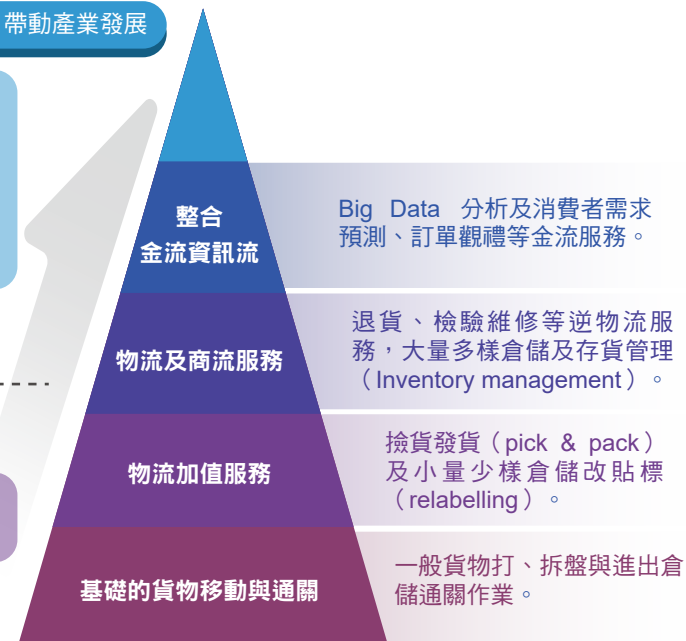 帶動產業發展
整合
金流資訊流
Big Data 分析及消費者需求
預測、訂單觀禮等金流服務。
物流及商流服務
退貨、檢驗維修等逆物流服
務，大量多樣倉儲及存貨管理
（Inventory management）。
物流加值服務
撿貨發貨（pick & pack）
及小量少樣倉儲改貼標
（relabelling）。
基礎的貨物移動與通關
一般貨物打、拆盤與進出倉
儲通關作業。